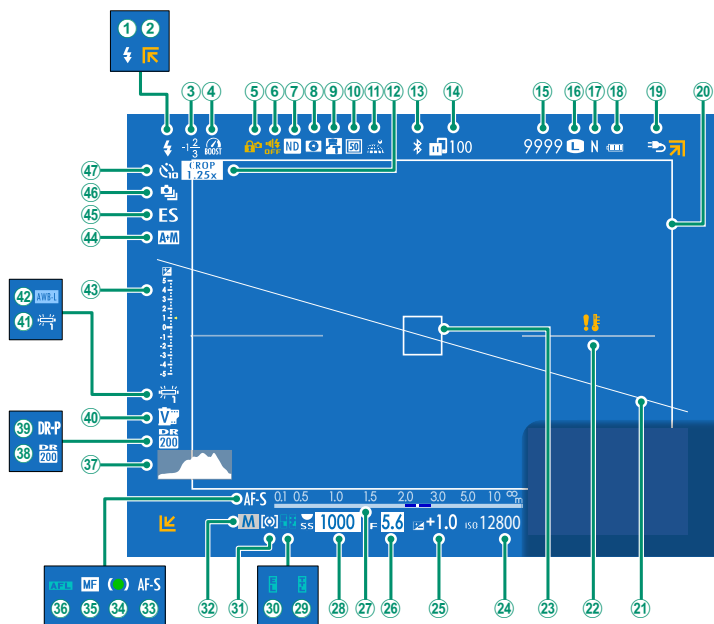 1 2
3 4 5 6 7 8 9 10 11 12 13 14 15 16 17 18 19 20
-1 2/3 BOOST OFF ND 50 100 9999 L N
47 10 CROP 1.25x
46
45 ES
44 A+M
43
5
4
3
2
1
0
-1
-2
-3
-4
-5
42 AWB-L
41 1
1
40 V
39 DR-P
38 DR 200
DR 200
37
23 22 21
AF-S 0.1 0.5 1.0 1.5 2.0 3.0 5.0 10 ∞ m
M SS 1000 F 5.6 +1.0 ISO 12800
AFL MF AF-S
36 35 34 33
32 31 30 29 28 27 26 25 24